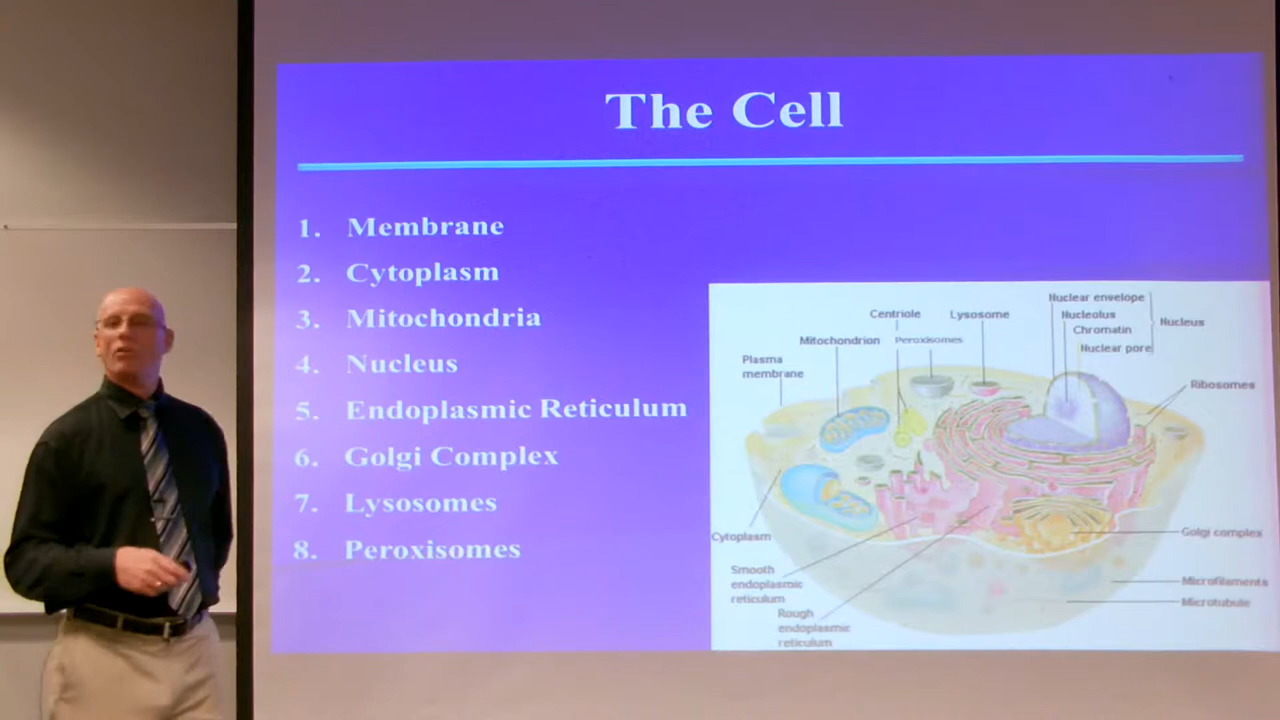 The Cell
1. Membrane
2. Cytoplasm
3. Mitochondria
4. Nucleus
5. Endoplasmic Reticulum
6. Golgi Complex
7. Lysosomes
8. Peroxisomes
Nuclear envelope
Nucleolus
Chromatin
Nuclear pore
Nucleus
Centriole
Lysosome
Mitochondrion
Peroxisomes
Plasma
membrane
Ribosomes
Cytoplasm
Golgi complex
Smooth
endoplasmic
reticulum
Microfilaments
Microtubule
Rough
endoplasmic
reticulum